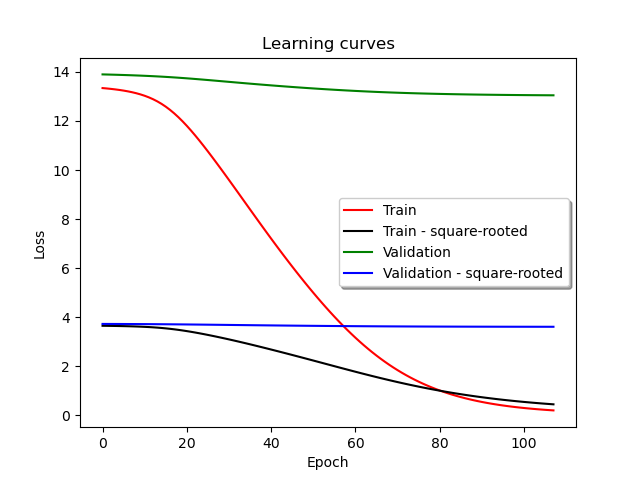 Learning curves
Loss
14
12
10
8
6
4
2
0
Train
Train - square-rooted
Validation
Validation - square-rooted
0 20 40 60 80 100
Epoch